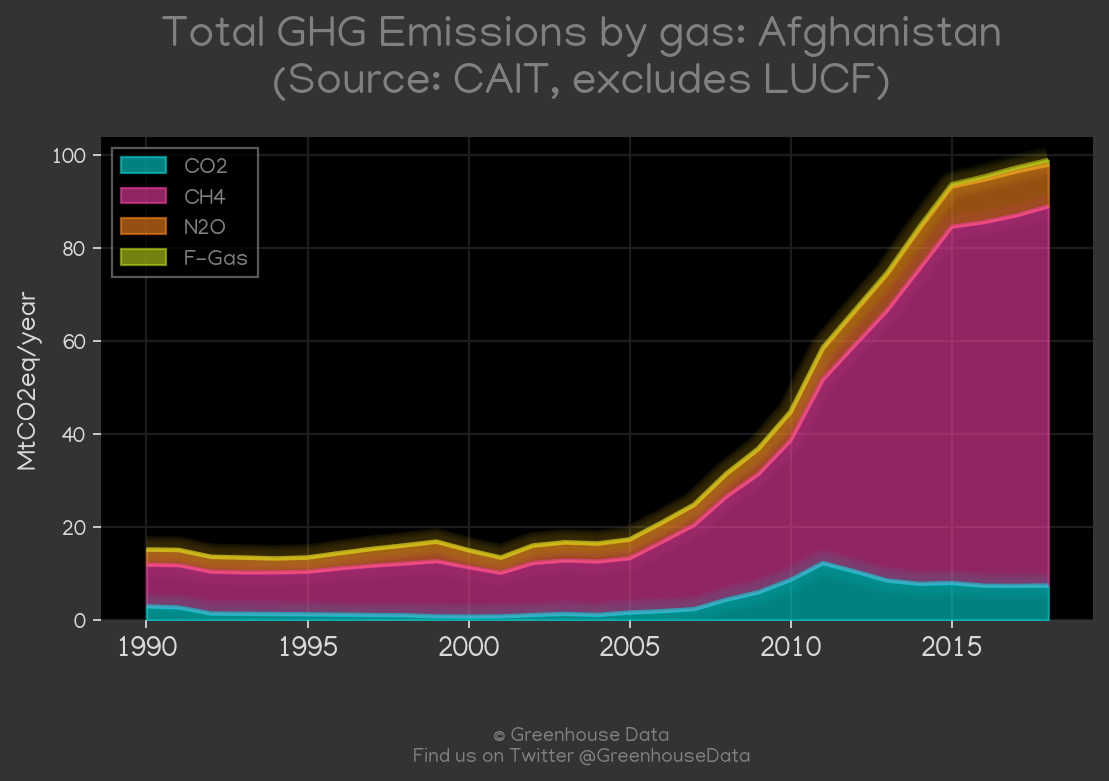 Total GHG Emissions by gas: Afghanistan
(Source: CAIT, excludes LUCF)
MtCO2eq/year
100
80
60
40
20
0
CO2
CH4
N2O
F-Gas
1990 1995 2000 2005 2010 2015
© Greenhouse Data
Find us on Twitter @GreenhouseData